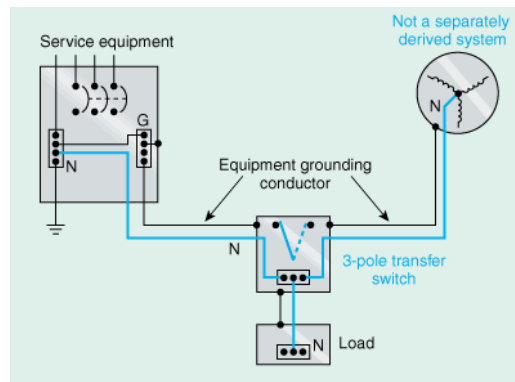 Not a separately
derived system
Service equipment
G
N
N
Equipment grounding
conductor
N
3-pole transfer
switch
N
Load